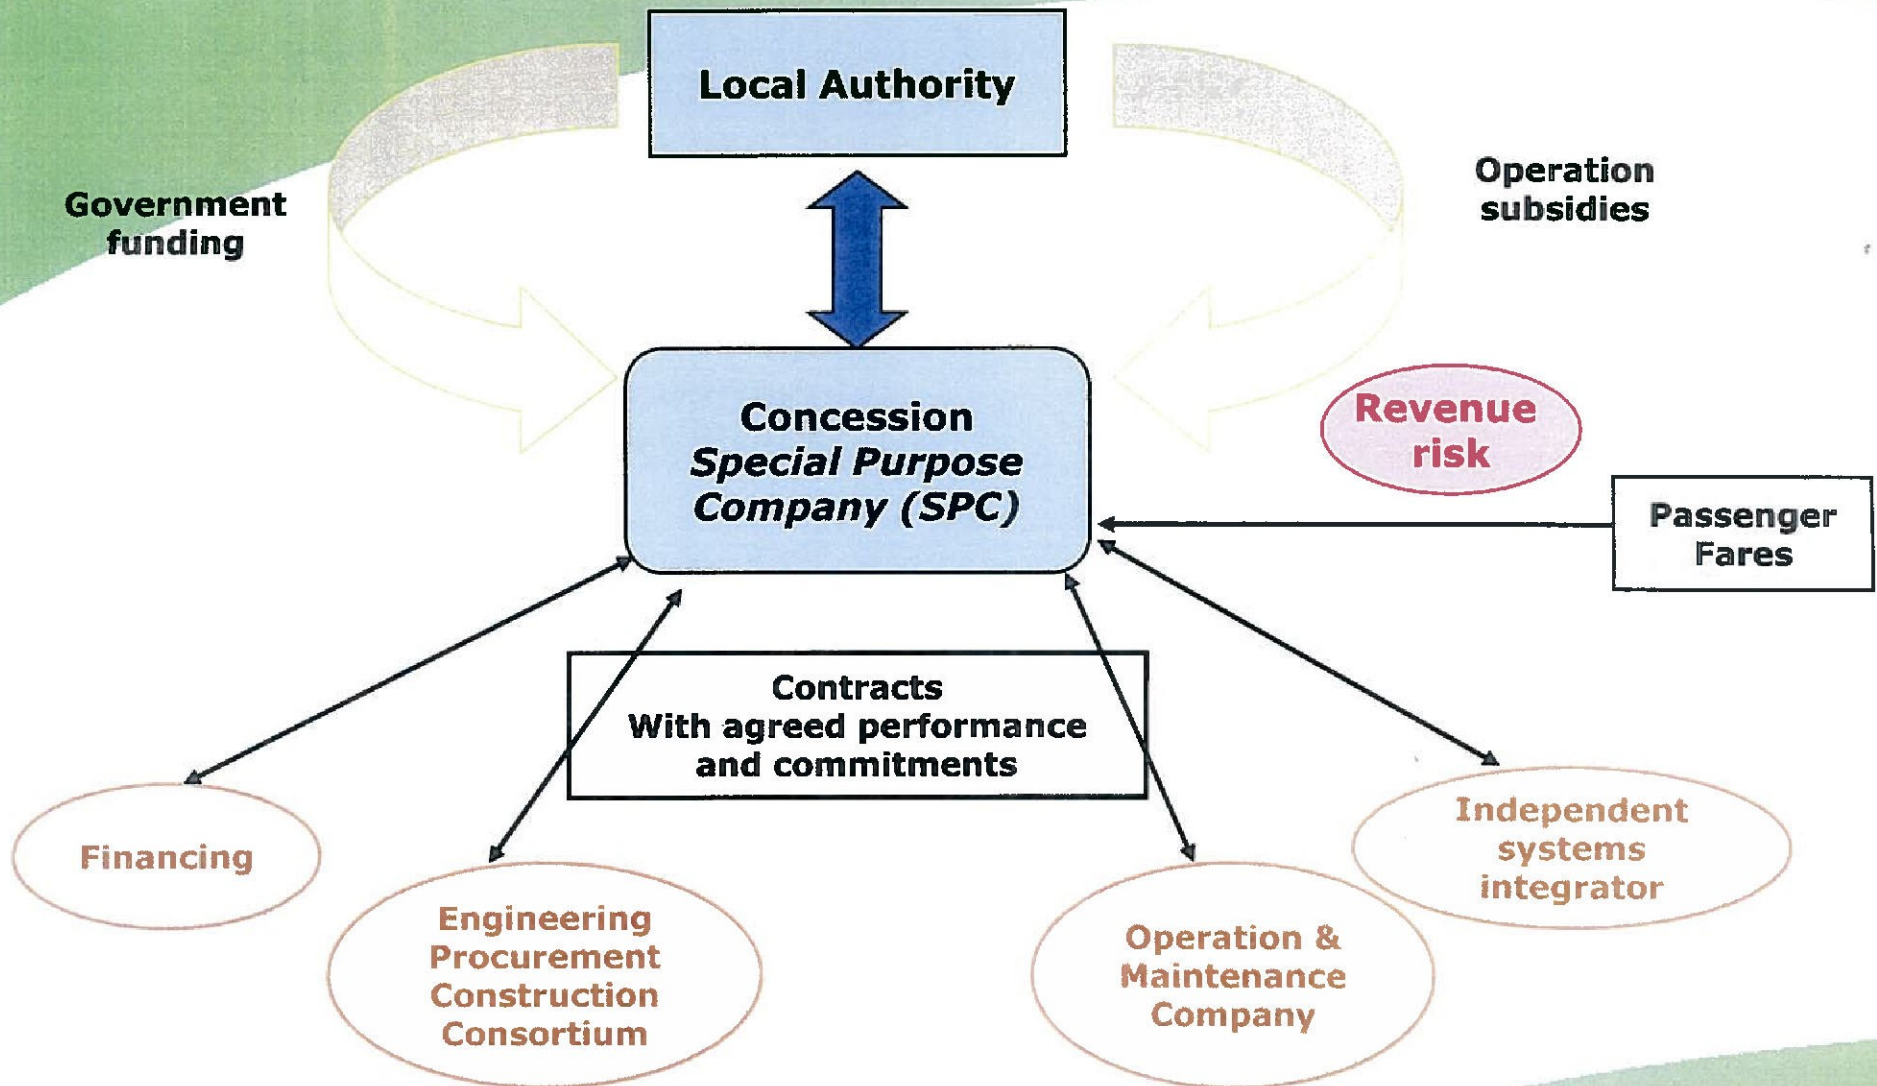 Local Authority
Government
funding
Operation
subsidies
Concession
Special Purpose
Company (SPC)
Revenue
risk
Passenger
Fares
Contracts
With agreed performance
and commitments
Financing
Engineering
Procurement
Construction
Consortium
Operation &
Maintenance
Company
Independent
systems
integrator